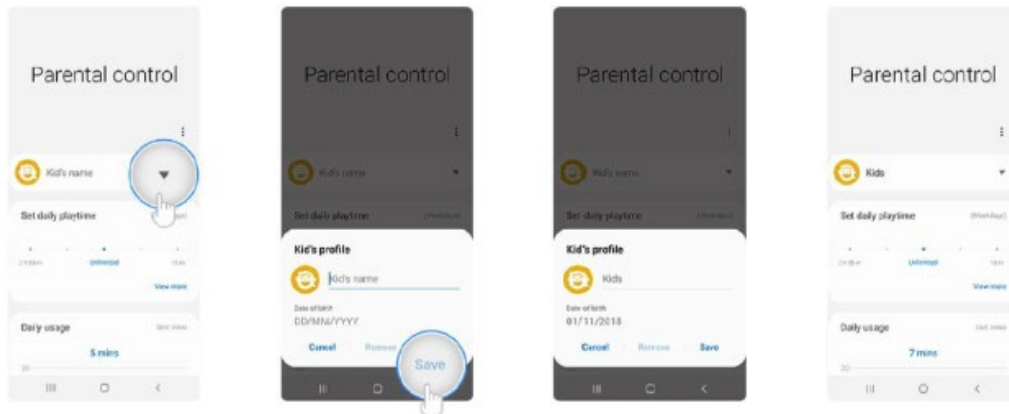 Parental control
Kid's name
Set daily playtime
Unlimited
View more
Daily usage
5 mins
Parental control
Kid's name
Set daily playtime
Kid's profile
Kid's name
Date of birth
DD/MM/YYYY
Cancel
Remove
Save
Parental control
Kid's name
Set daily playtime
Kid's profile
Kids
Date of birth
01/11/2018
Cancel Remove Save
Parental control
Kids
Set daily playtime (Weekdays)
Unlimited
View more
Daily usage
7 mins